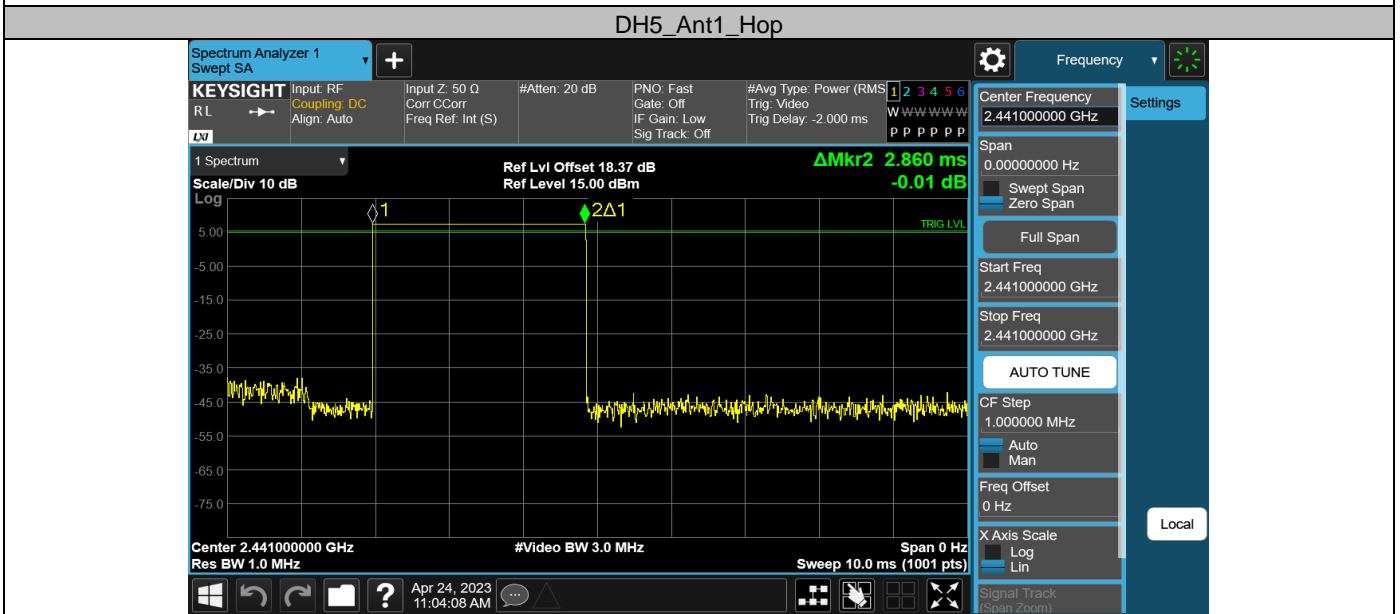 DH5_Ant1_Hop
Spectrum Analyzer 1
Swept SA
+
Frequency
KEYSIGHT
RL
LXI
Input: RF
Coupling: DC
Align: Auto
Input Z: 50 Ω
Corr CCorr
Freq Ref: Int (S)
#Atten: 20 dB
PNO: Fast
Gate: Off
IF Gain: Low
Sig Track: Off
#Avg Type: Power (RMS
Trig: Video
Trig Delay: -2.000 ms
1 2 3 4 5 6
W W W W W W
P P P P P P
1 Spectrum
Scale/Div 10 dB
Ref Lvl Offset 18.37 dB
Ref Level 15.00 dBm
ΔMkr2 2.860 ms
-0.01 dB
Log
1
2Δ1
TRIG LVL
5.00
-5.00
-15.0
-25.0
-35.0
-45.0
-55.0
-65.0
-75.0
Center 2.441000000 GHz
#Video BW 3.0 MHz
Span 0 Hz
Res BW 1.0 MHz
Sweep 10.0 ms (1001 pts)
Center Frequency
2.441000000 GHz
Settings
Span
0.00000000 Hz
Swept Span
Zero Span
Full Span
Start Freq
2.441000000 GHz
Stop Freq
2.441000000 GHz
AUTO TUNE
CF Step
1.000000 MHz
Auto
Man
Freq Offset
0 Hz
X Axis Scale
Log
Lin
Local
Signal Track
(Span Zoom)
?
Apr 24, 2023
11:04:08 AM